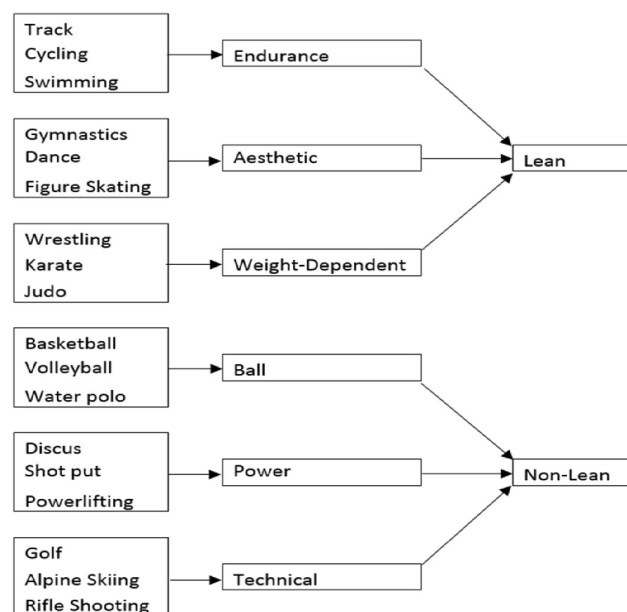 Track
Cycling
Swimming
Endurance
Gymnastics
Dance
Figure Skating
Aesthetic
Lean
Wrestling
Karate
Judo
Weight-Dependent
Basketball
Volleyball
Water polo
Ball
Discus
Shot put
Powerlifting
Power
Non-Lean
Golf
Alpine Skiing
Rifle Shooting
Technical